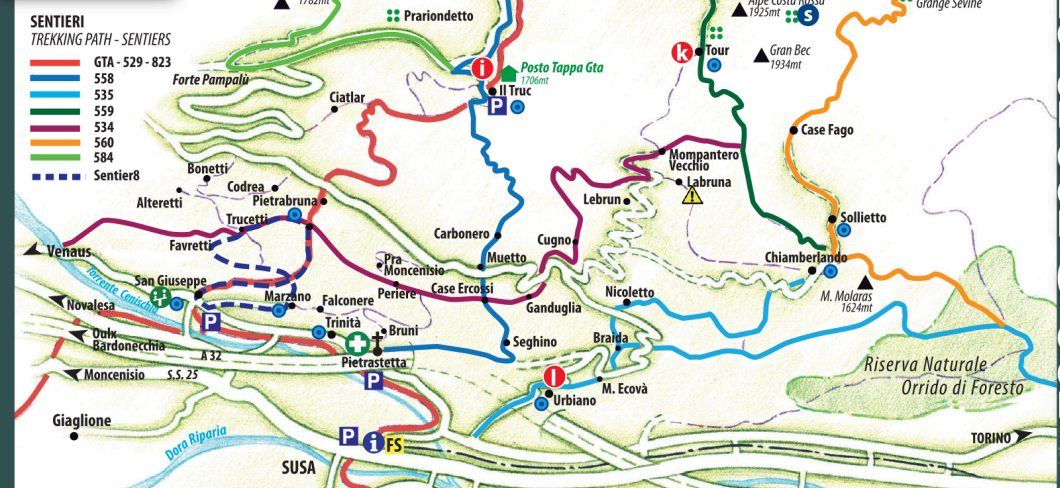 1782mt
Prariondetto
Alpe Costa Rossa
1925mt
S
Grange Sevine
SENTIERI
TREKKING PATH - SENTIERS
GTA - 529 - 823
558
535
559
534
560
584
Sentier8
k
Tour
Gran Bec
1934mt
i
Posto Tappa Gta
1706mt
Il Truc
P
Forte Pampalù
Ciatlar
Case Fago
Mompantero
Vecchio
Labruna
!
Lebrun
Bonetti
Codrea
Alteretti
Pietrabruna
Trucetti
Favretti
Carbonero
Cugno
Sollietto
Venaus
Muetto
Chiamberlando
Pra
Moncenisio
Torrente Cenischia
San Giuseppe
Periere
Case Ercossi
Ganduglia
Nicoletto
M. Molaras
1624mt
Novalesa
Marzano
Falconere
P
Trinità
Bruni
Oulx
Bardonecchia
A 32
Pietrastetta
Seghino
Braida
Moncenisio
S.S. 25
P
l
Urbiano
M. Ecovà
Riserva Naturale
Orrido di Foresto
Giaglione
Dora Riparia
P
i
FS
SUSA
TORINO